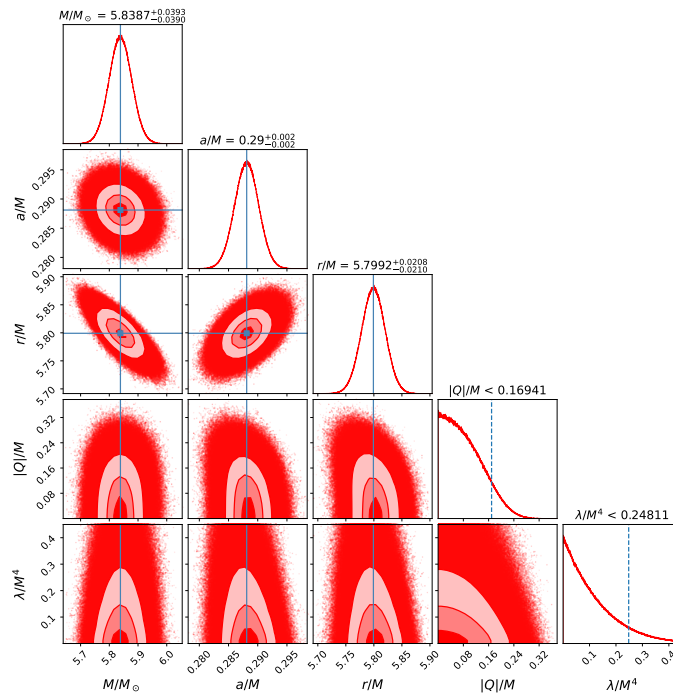 M/M⊙ = 5.8387+0.0393 −0.0390
a/M = 0.29+0.002 −0.002
0.295
0.290
0.285
0.280
a/M
r/M = 5.7992+0.0208 −0.0210
5.90
5.85
5.80
5.75
5.70
r/M
|Q|/M < 0.16941
0.32
0.24
0.16
0.08
|Q|/M
λ/M⁴ < 0.24811
0.4
0.3
0.2
0.1
λ/M⁴
5.7 5.8 5.9 6.0
0.280 0.285 0.290 0.295
5.70 5.75 5.80 5.85 5.90
0.08 0.16 0.24 0.32
0.1 0.2 0.3 0.4
M/M⊙ a/M r/M |Q|/M λ/M⁴